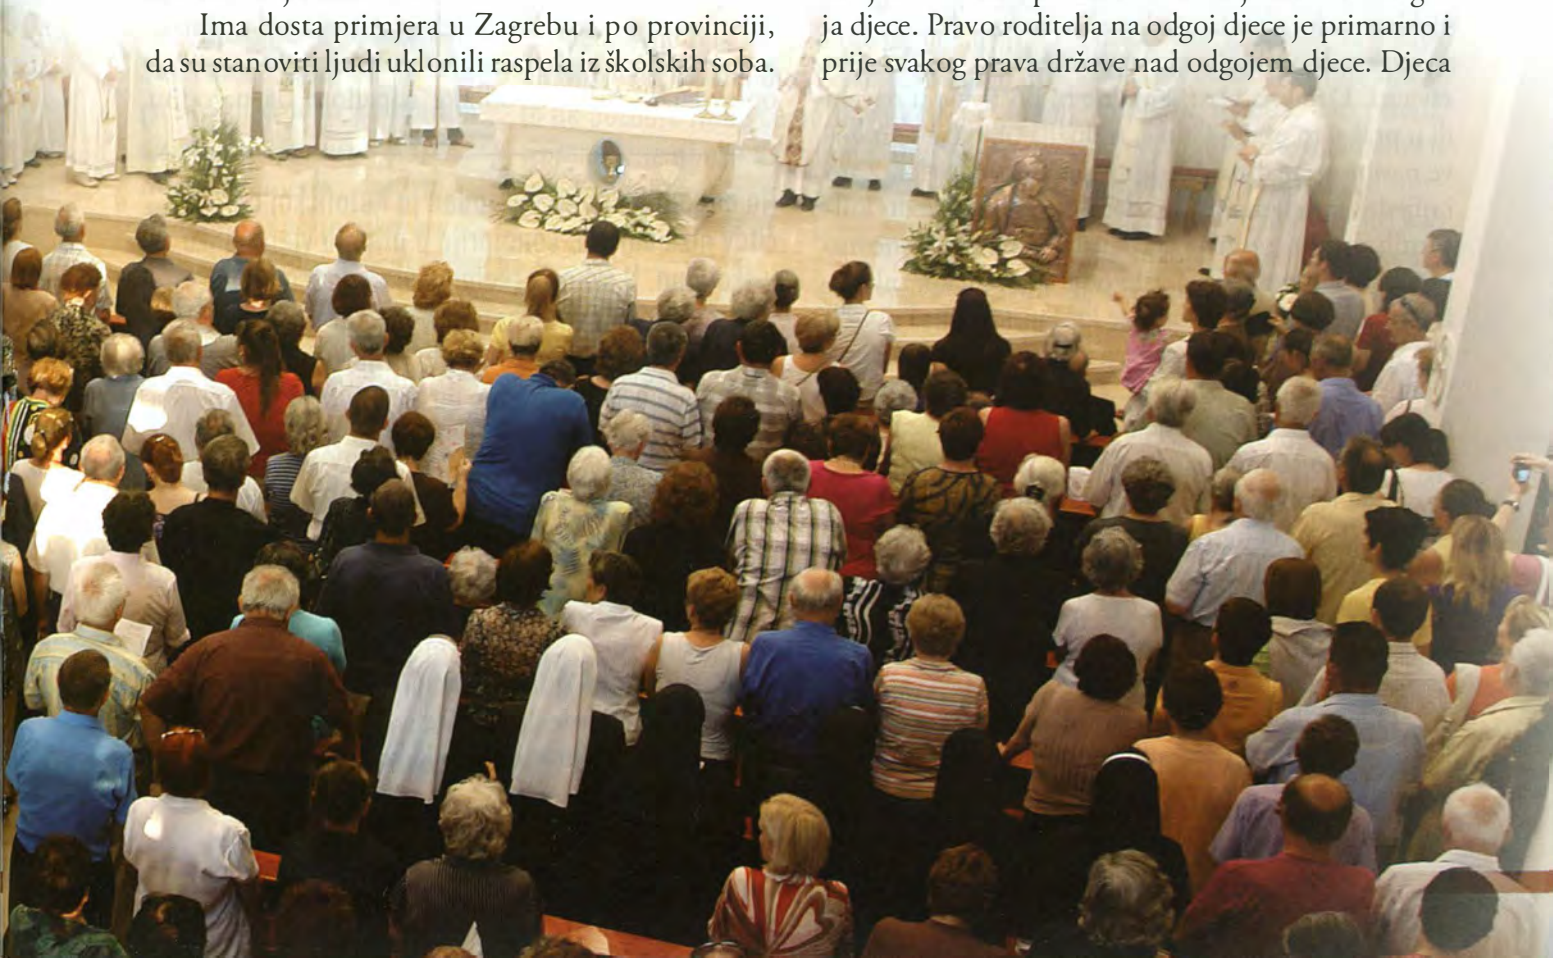 Ima dosta primjera u Zagrebu i po provinciji,
da su stanoviti ljudi uklonili raspela iz školskih soba.
ja djece. Pravo roditelja na odgoj djece je primarno i
prije svakog prava države nad odgojem djece. Djeca